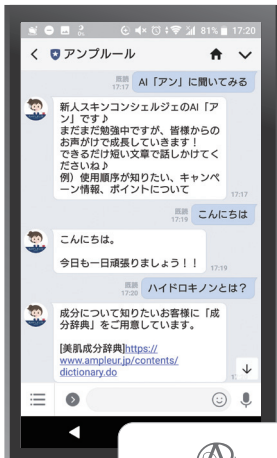 81% 17:20
アンプルール
既読
17:17
AI「アン」に聞いてみる
新人スキンコンシェルジェのAI「ア
ン」です♪
まだまだ勉強中ですが、皆様からの
お声がけで成長していきます！
できるだけ短い文章で話しかけてく
ださいね♪
例）使用順序が知りたい、キャンペ
ーン情報、ポイントについて
17:17
既読
17:19
こんにちは
こんにちは。
今日も一日頑張りましょう！！
17:19
既読
17:20
ハイドロキノンとは？
成分について知りたいお客様に「成
分辞典」をご用意しています。
[美肌成分辞典]https://
www.ampleur.jp/contents/
dictionary.do